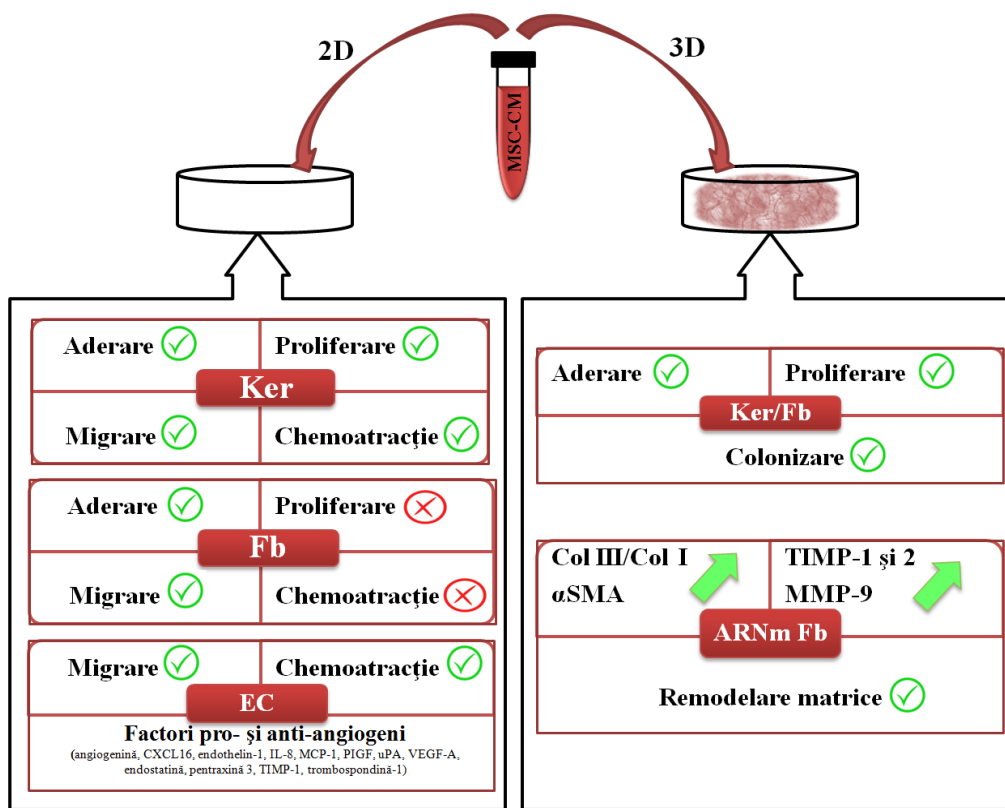 2D
3D
MSC-CM
Aderare
Proliferare
Ker
Migrare
Chemoatracţie
Aderare
Proliferare
Fb
Migrare
Chemoatracţie
Migrare
Chemoatracţie
EC
Factori pro- şi anti-angiogeni
(angiogenină, CXCL16, endothelin-1, IL-8, MCP-1, PIGF, uPA, VEGF-A,
endostatină, pentraxină 3, TIMP-1, trombospondină-1)
Aderare
Proliferare
Ker/Fb
Colonizare
Col III/Col I
αSMA
TIMP-1 şi 2
MMP-9
ARNm Fb
Remodelare matrice